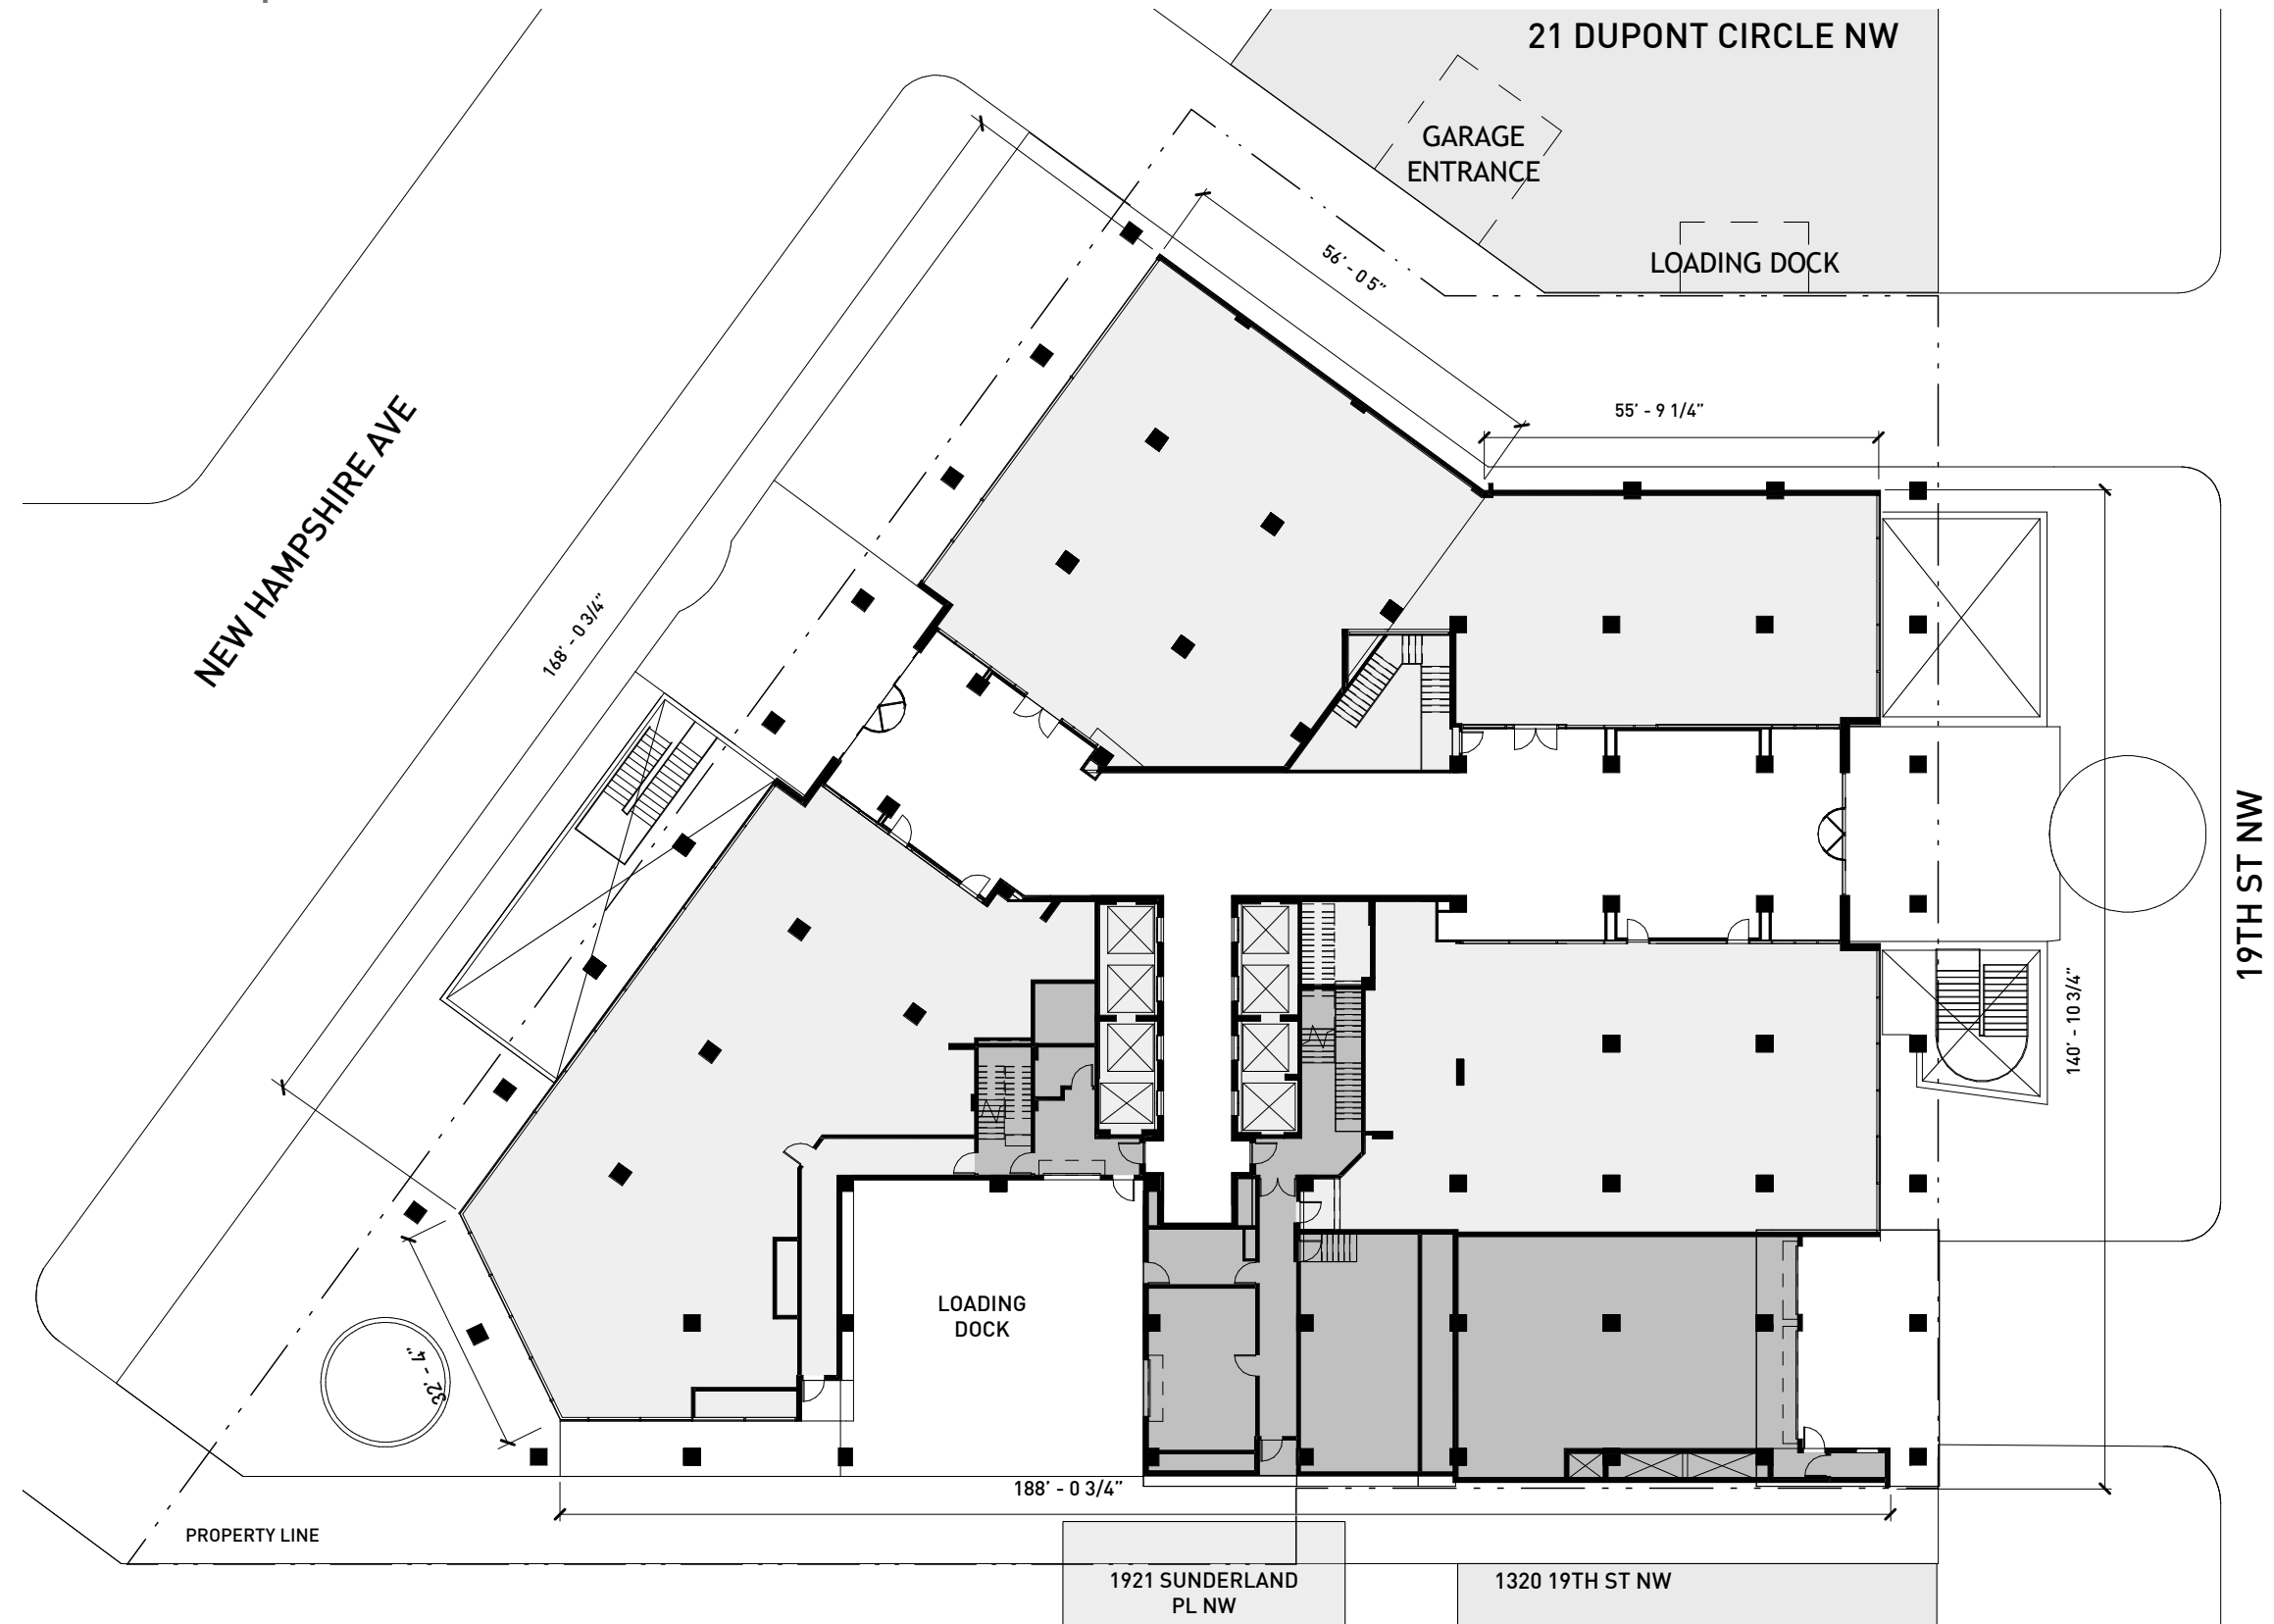 21 DUPONT CIRCLE NW
GARAGE
ENTRANCE
LOADING DOCK
56’ - 0 5”
55’ - 9 1/4”
NEW HAMPSHIRE AVE
168’ - 0 3/4”
19TH ST NW
140’ - 10 3/4”
LOADING
DOCK
32’ - 4”
188’ - 0 3/4”
PROPERTY LINE
1921 SUNDERLAND
PL NW
1320 19TH ST NW